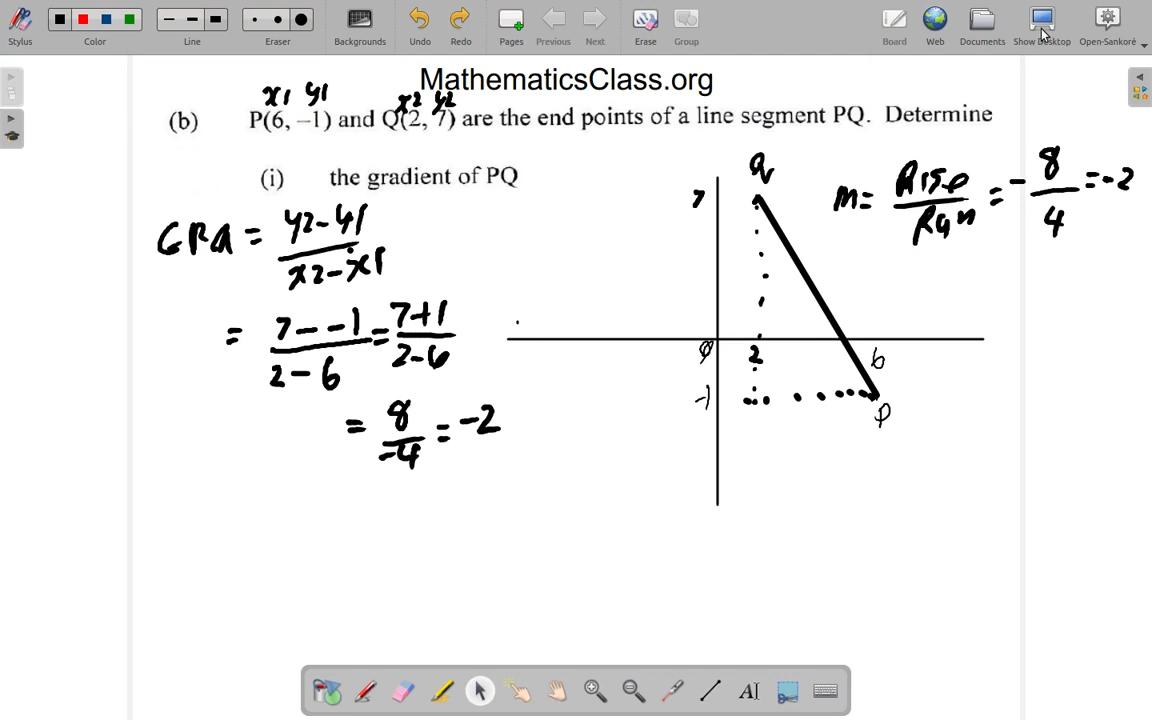 Stylus Color Line Eraser Backgrounds Undo Redo Pages Previous Next Erase Group Board Web Documents Show Desktop Open-Sankoré
MathematicsClass.org
x1 y1 x2 y2
(b) P(6, –1) and Q(2, 7) are the end points of a line segment PQ. Determine
(i) the gradient of PQ
GRA = y2 - y1 / x2 - x1
= 7 - -1 / 2 - 6 = 7+1 / 2-6
= 8 / -4 = -2
Q
7
0 2 6
-1
P
M = Rise / Run = - 8 / 4 = -2
AI